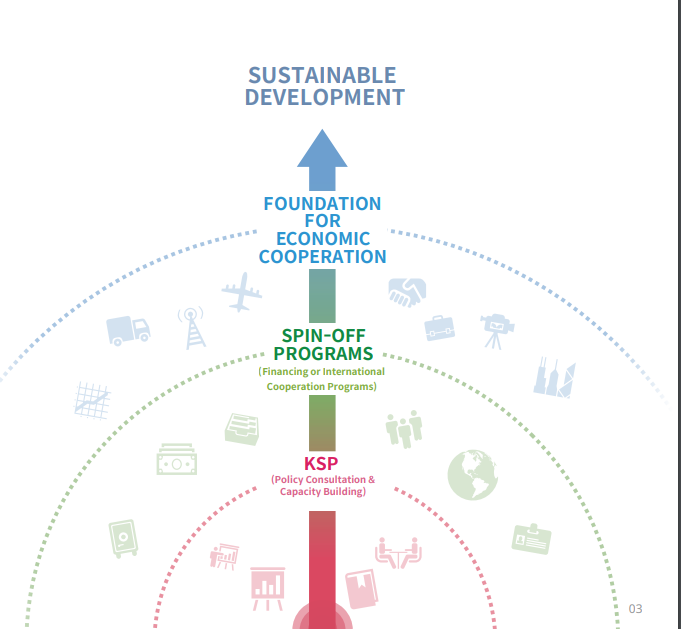 SUSTAINABLE
DEVELOPMENT
FOUNDATION
FOR
ECONOMIC
COOPERATION
SPIN-OFF
PROGRAMS
(Financing or International
Cooperation Programs)
KSP
(Policy Consultation &
Capacity Building)
03